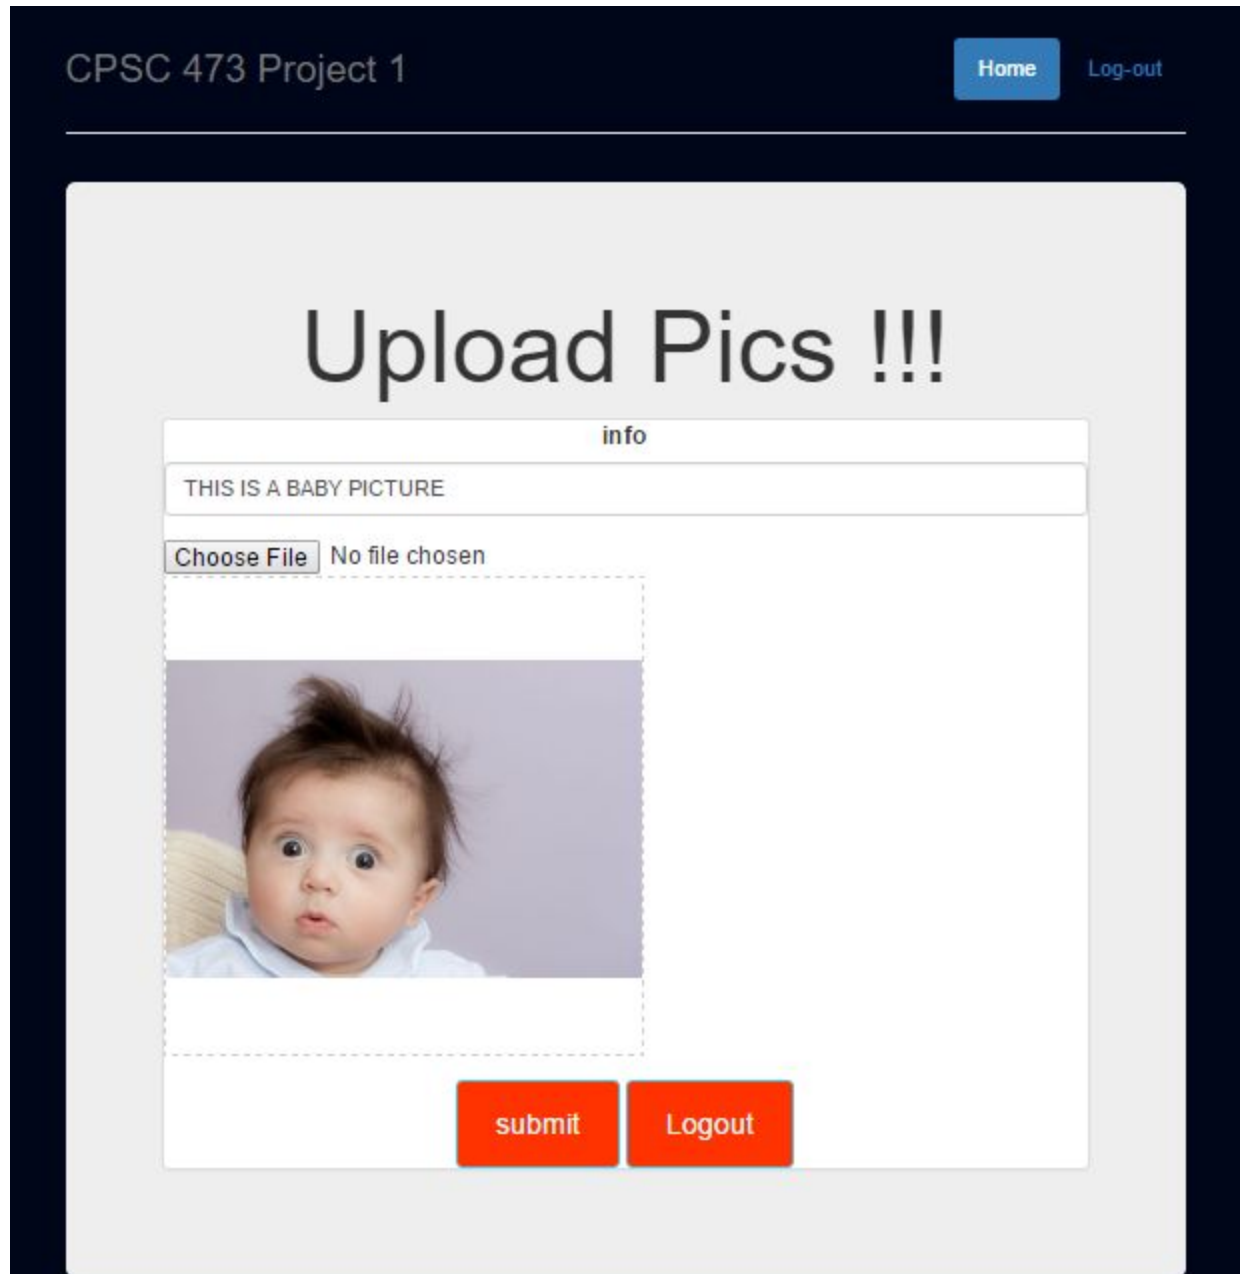 CPSC 473 Project 1
Home Log-out
Upload Pics !!!
info
THIS IS A BABY PICTURE
Choose File No file chosen
submit Logout